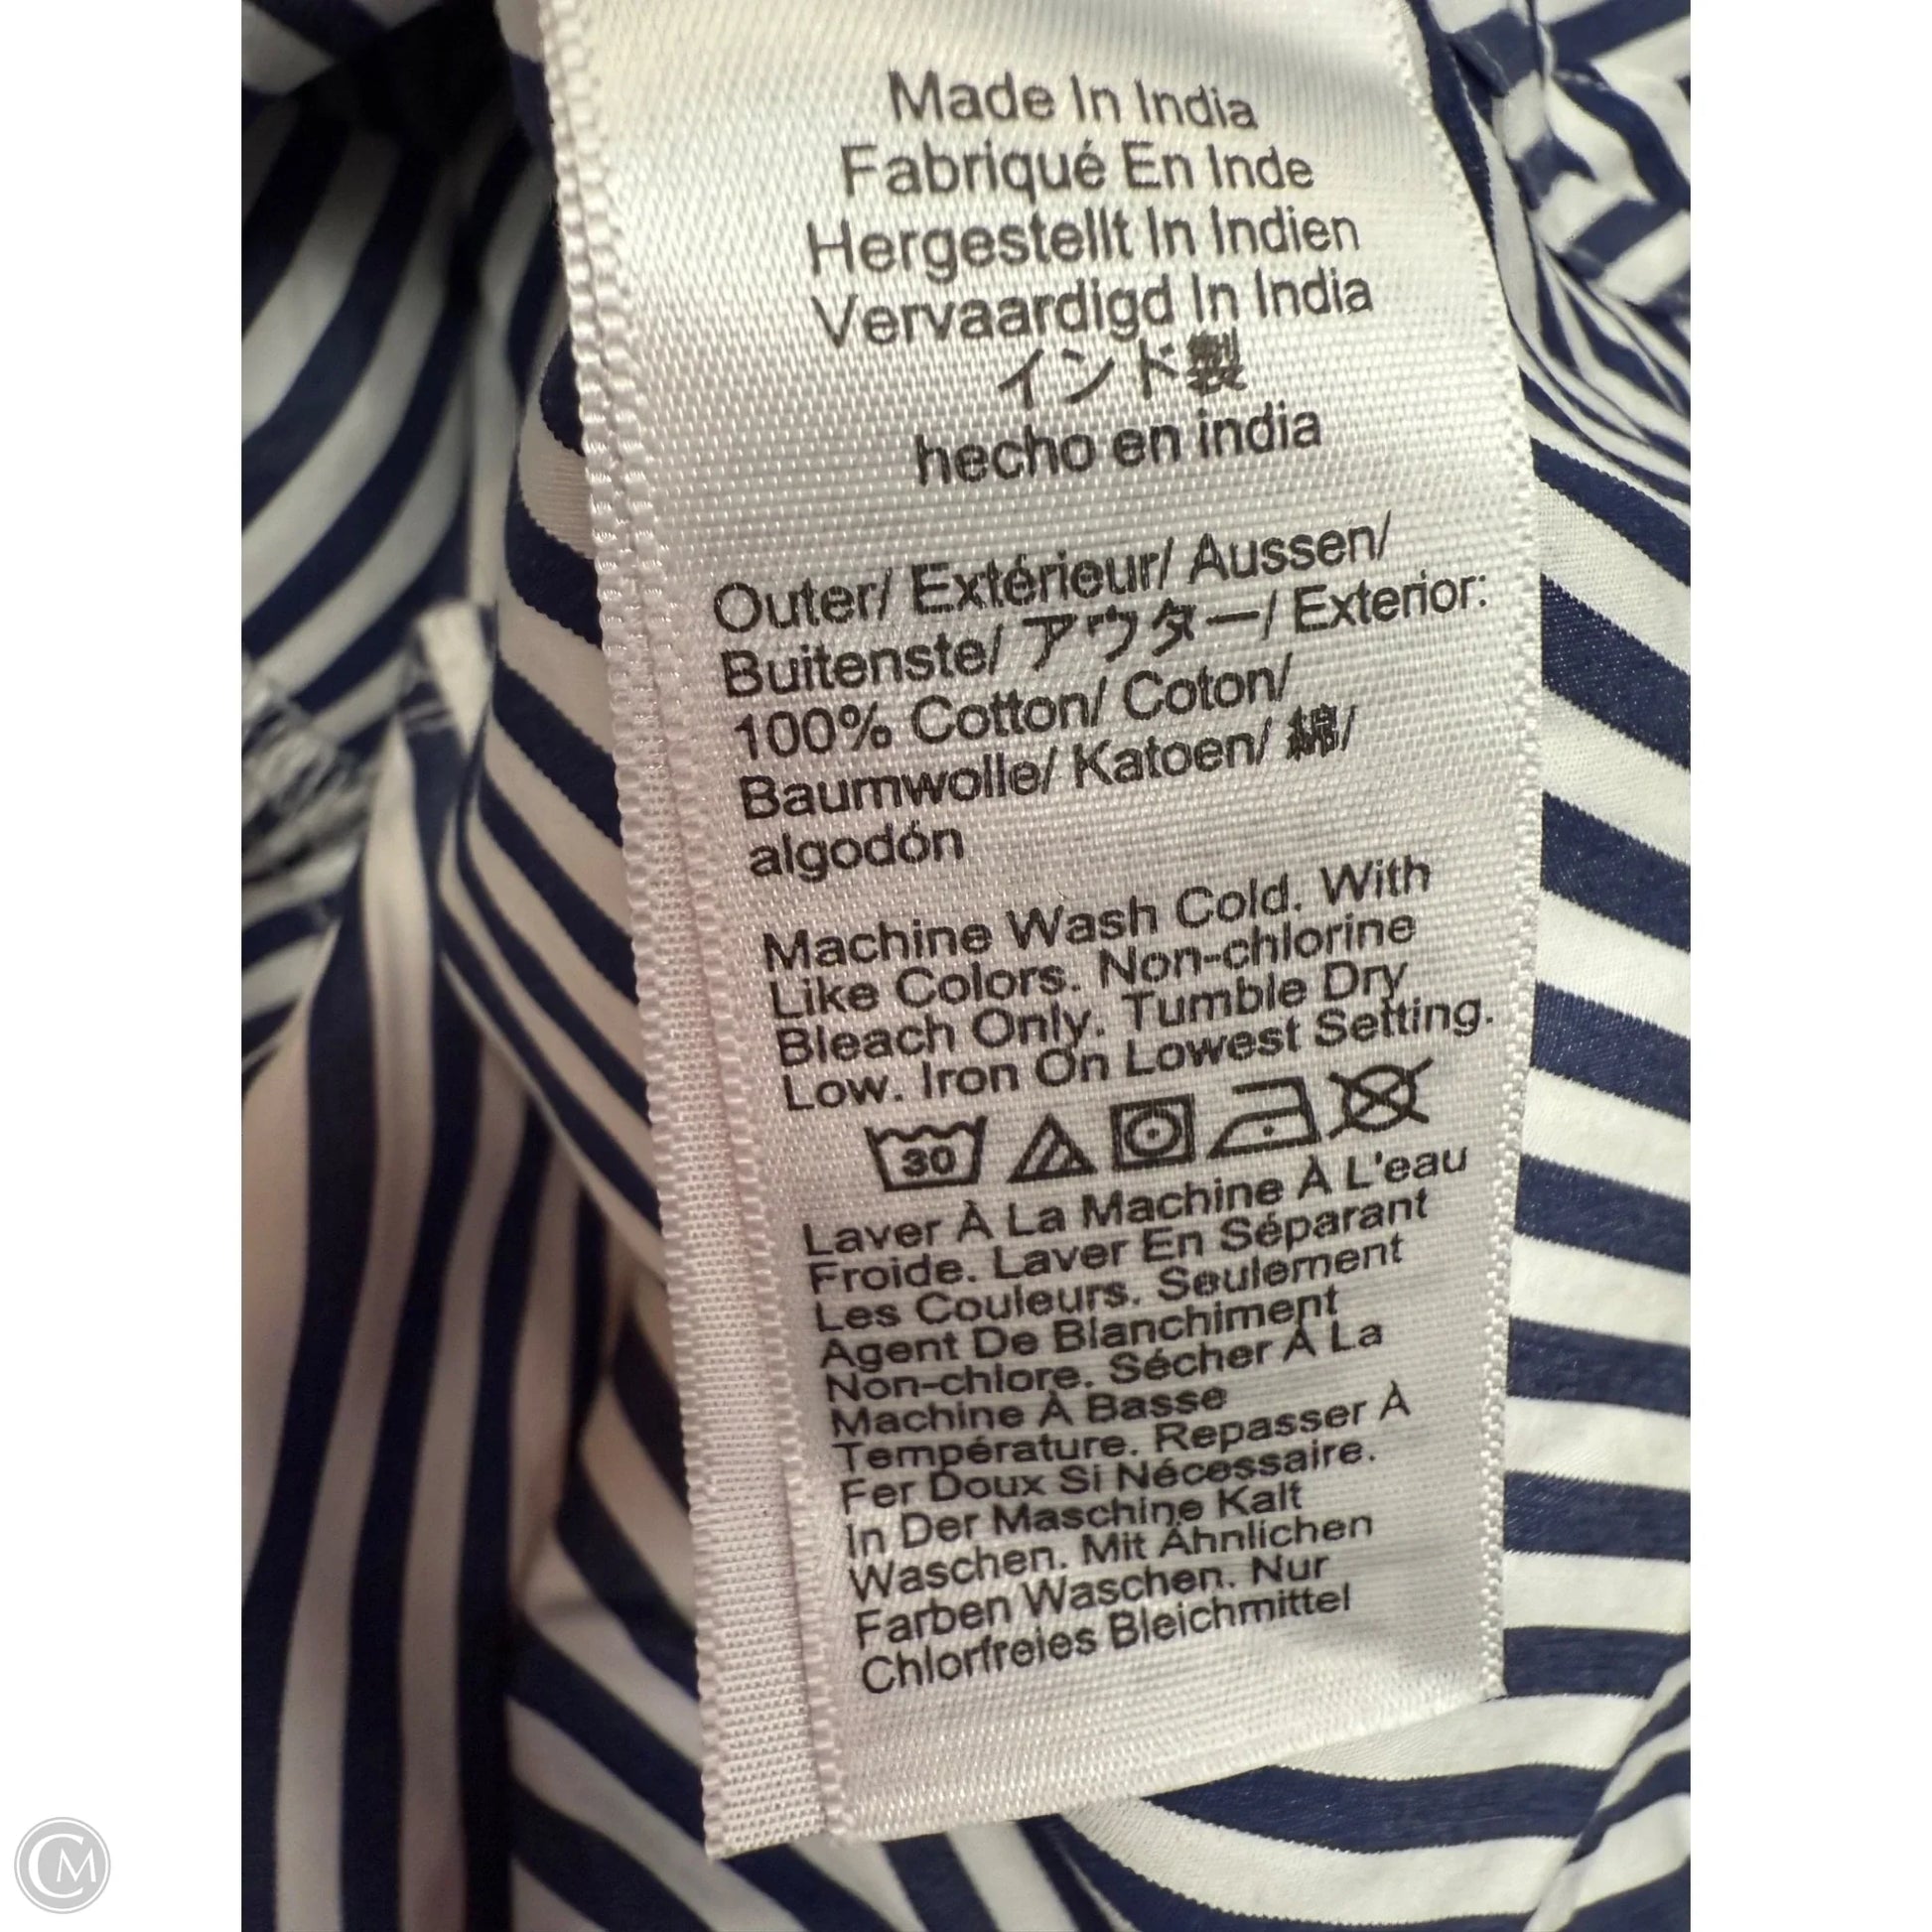 Made In India
Fabriqué En Inde
Hergestellt In Indien
Vervaardigd In India
インド製
hecho en india
Outer/ Extérieur/ Aussen/
Buitenste/ アウター/ Exterior:
100% Cotton/ Coton/
Baumwolle/ Katoen/ 綿/
algodón
Machine Wash Cold. With
Like Colors. Non-chlorine
Bleach Only. Tumble Dry
Low. Iron On Lowest Setting.
30
Laver À La Machine À L'eau
Froide. Laver En Séparant
Les Couleurs. Seulement
Agent De Blanchiment
Non-chlore. Sécher À La
Machine À Basse
Température. Repasser À
Fer Doux Si Nécessaire.
In Der Maschine Kalt
Waschen. Mit Ähnlichen
Farben Waschen. Nur
Chlorfreies Bleichmittel
CM